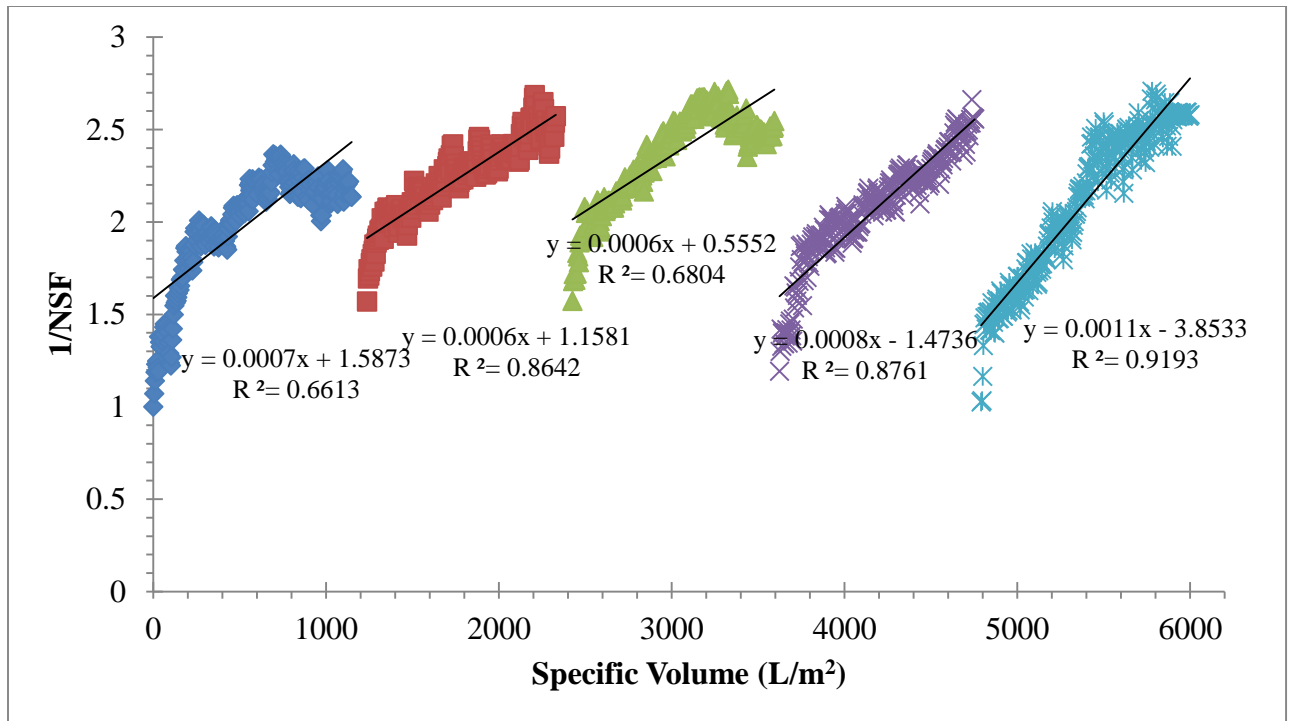 3
2.5
2
1.5
1
0.5
0
1/NSF
y = 0.0007x + 1.5873
R ²= 0.6613
y = 0.0006x + 1.1581
R ²= 0.8642
y = 0.0006x + 0.5552
R ²= 0.6804
y = 0.0008x - 1.4736
R ²= 0.8761
y = 0.0011x - 3.8533
R ²= 0.9193
0 1000 2000 3000 4000 5000 6000
Specific Volume (L/m²)